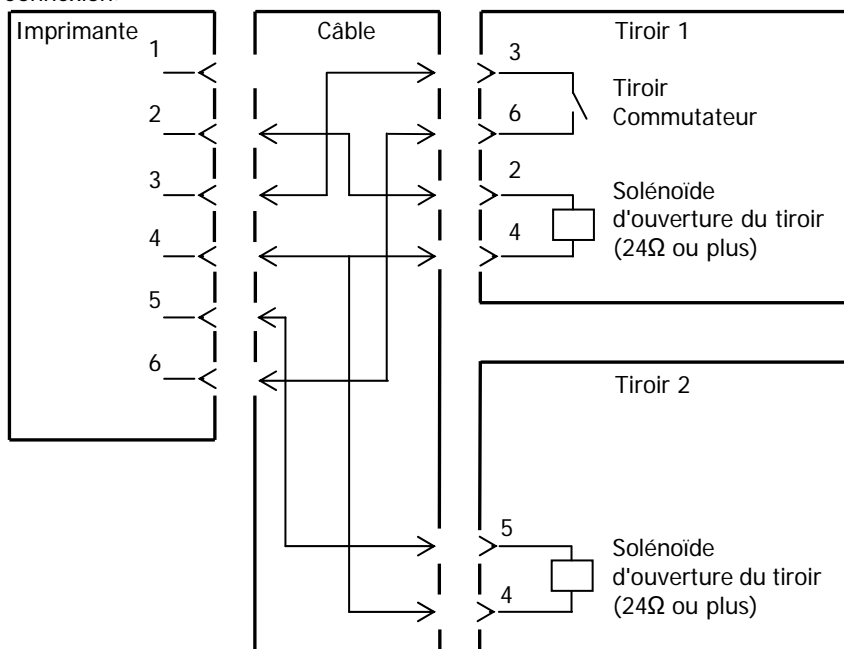 connexion.
Imprimante
Câble
Tiroir 1
1
2
3
4
5
6
3
6
2
4
Tiroir
Commutateur
Solénoïde
d'ouverture du tiroir
(24Ω ou plus)
Tiroir 2
5
4
Solénoïde
d'ouverture du tiroir
(24Ω ou plus)